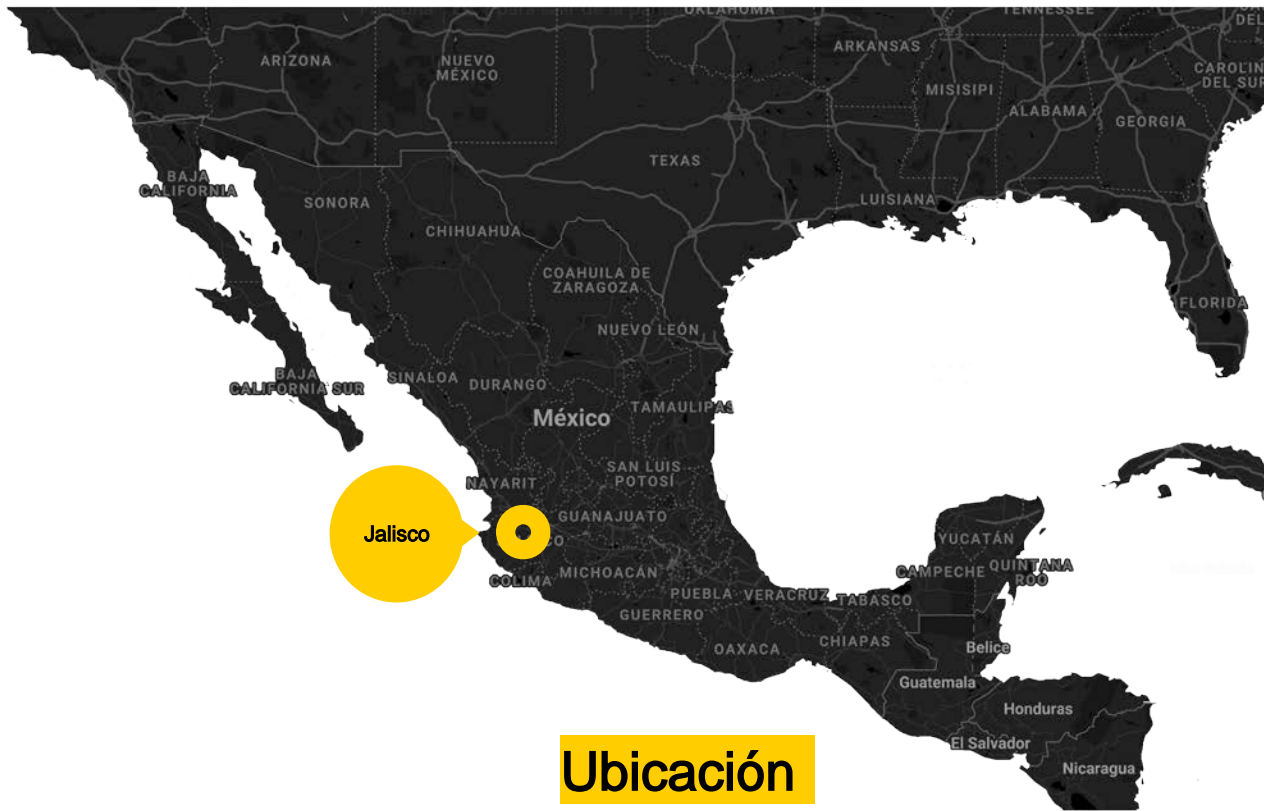 OKLAHOMA
TENNESSEE
ARKANSAS
CAROLINA
DEL SUR
ARIZONA
NUEVO
MÉXICO
MISISIPI
ALABAMA
GEORGIA
TEXAS
BAJA
CALIFORNIA
SONORA
LUISIANA
CHIHUAHUA
COAHUILA DE
ZARAGOZA
FLORIDA
NUEVO LEÓN
BAJA
CALIFORNIA SUR
SINALOA
DURANGO
México
TAMAULIPAS
SAN LUIS
POTOSÍ
NAYARIT
GUANAJUATO
Jalisco
YUCATÁN
COLIMA
MICHOACÁN
CAMPECHE
QUINTANA
ROO
PUEBLA
VERACRUZ
TABASCO
GUERRERO
OAXACA
CHIAPAS
Belice
Guatemala
Honduras
El Salvador
Nicaragua
Ubicación